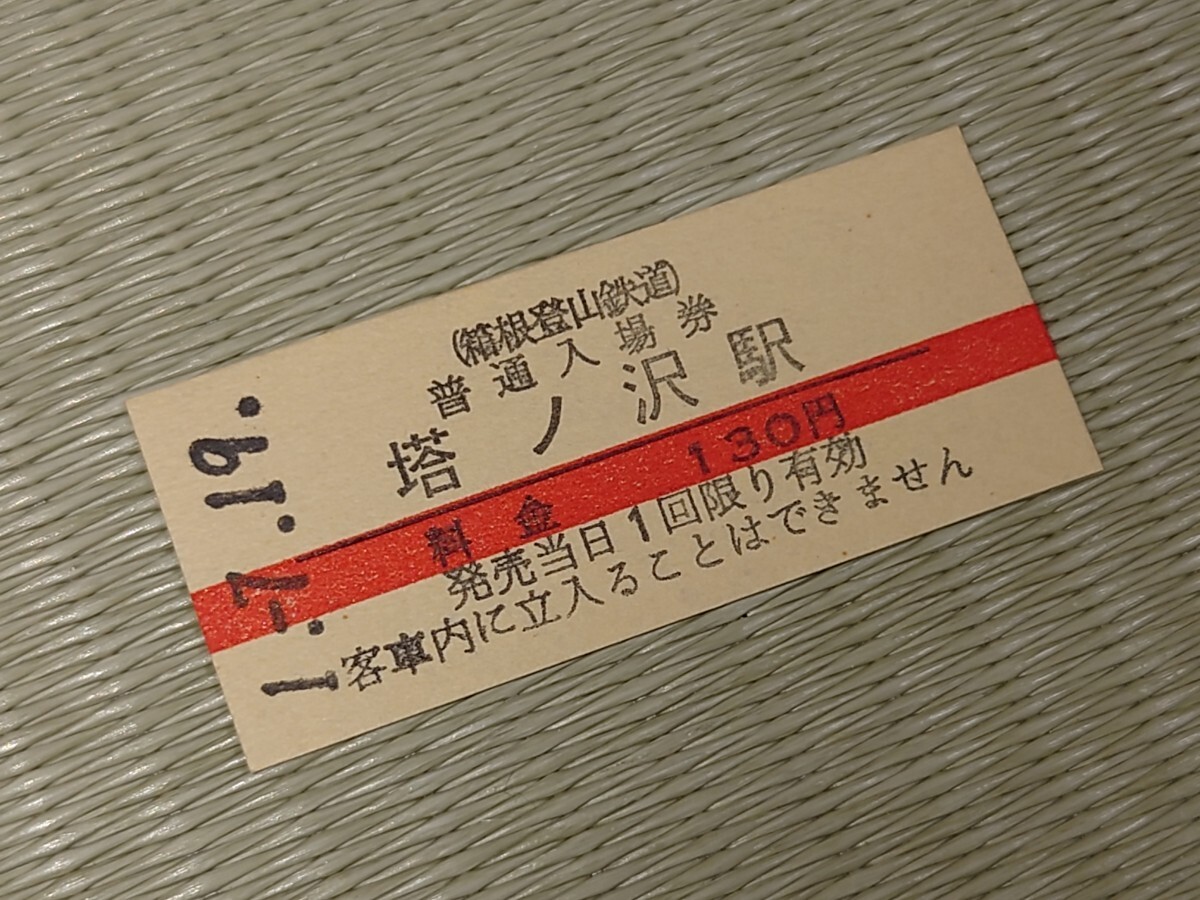 (箱根登山鉄道)
普通入場券
塔ノ沢駅
料金 130円
発売当日1回限り有効
客車内に立入ることはできません
1.-7.19.